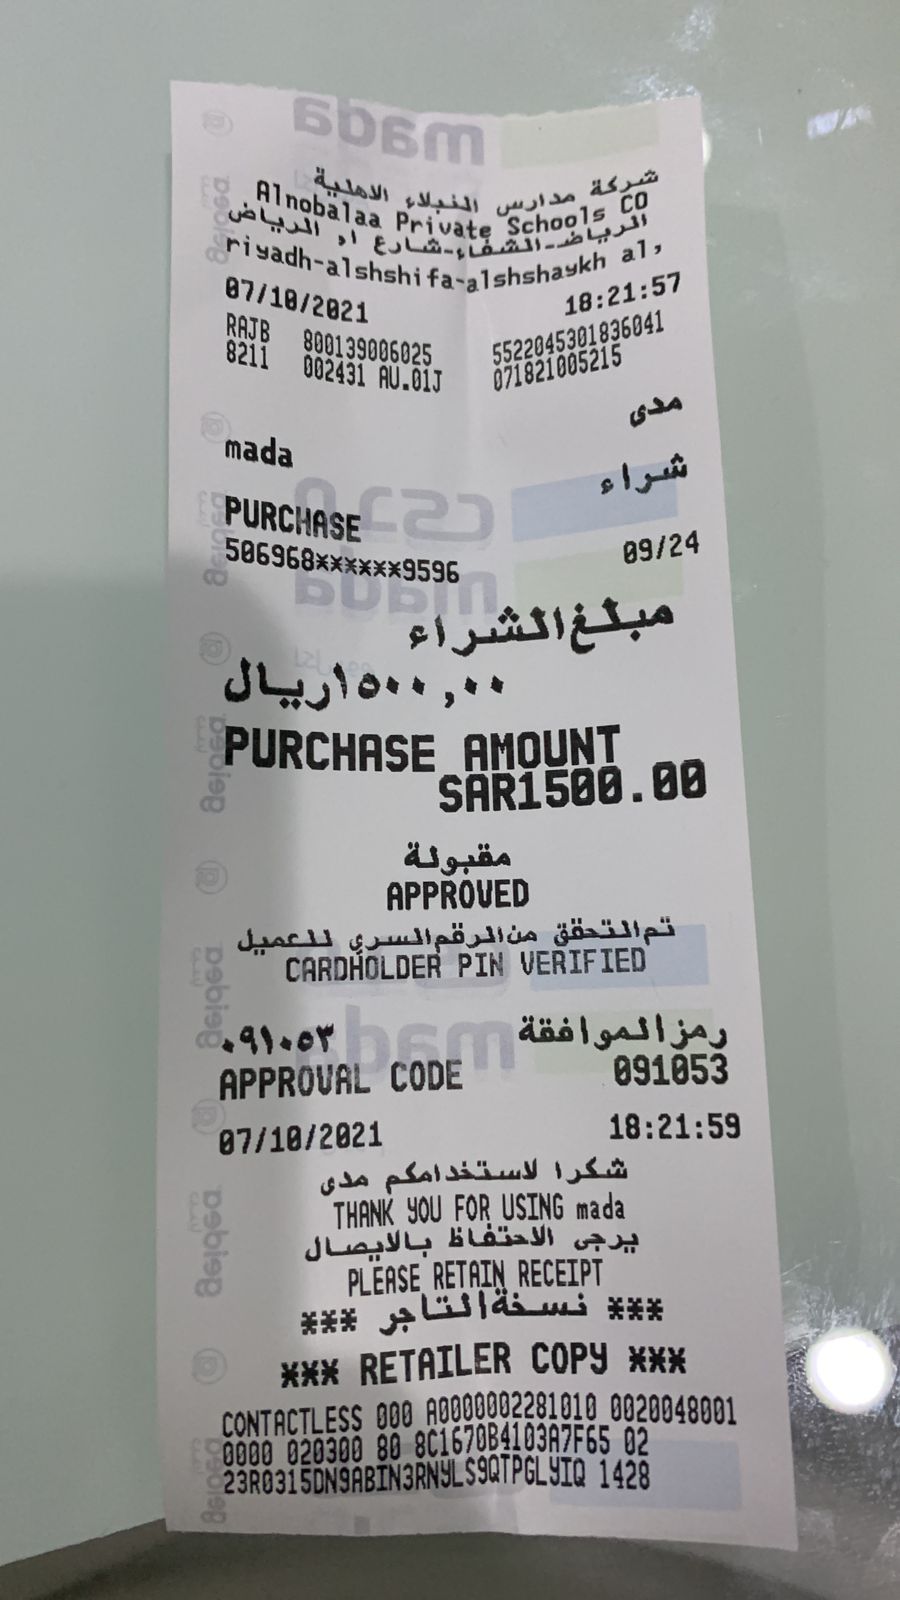 mada
شركة مدارس النبلاء الاهلية
Alnobalaa Private Schools CO
الرياض-الشفاء-شارع ام الرياض
riyadh-alshshifa-alshshaykh al,
07/10/2021 18:21:57
RAJB 800139006025 5522045301836041
8211 002431 AU.01J 071821005215
مدى
mada
شراء
PURCHASE
506968******9596 09/24
مبلغ الشراء
١٥٠٠,٠٠ ريال
PURCHASE AMOUNT
SAR1500.00
مقبولة
APPROVED
تم التحقق من الرقم السري للعميل
CARDHOLDER PIN VERIFIED
رمز الموافقة ٠٩١٠٥٣
APPROVAL CODE 091053
07/10/2021 18:21:59
شكرا لاستخدامكم مدى
THANK YOU FOR USING mada
يرجى الاحتفاظ بالايصال
PLEASE RETAIN RECEIPT
*** نسخة التاجر ***
*** RETAILER COPY ***
CONTACTLESS 000 A0000002281010 0020048001
0000 020300 80 8C1670B4103A7F65 02
23R0315DN9ABIN3RNYLS9QTPGLYIQ 1428